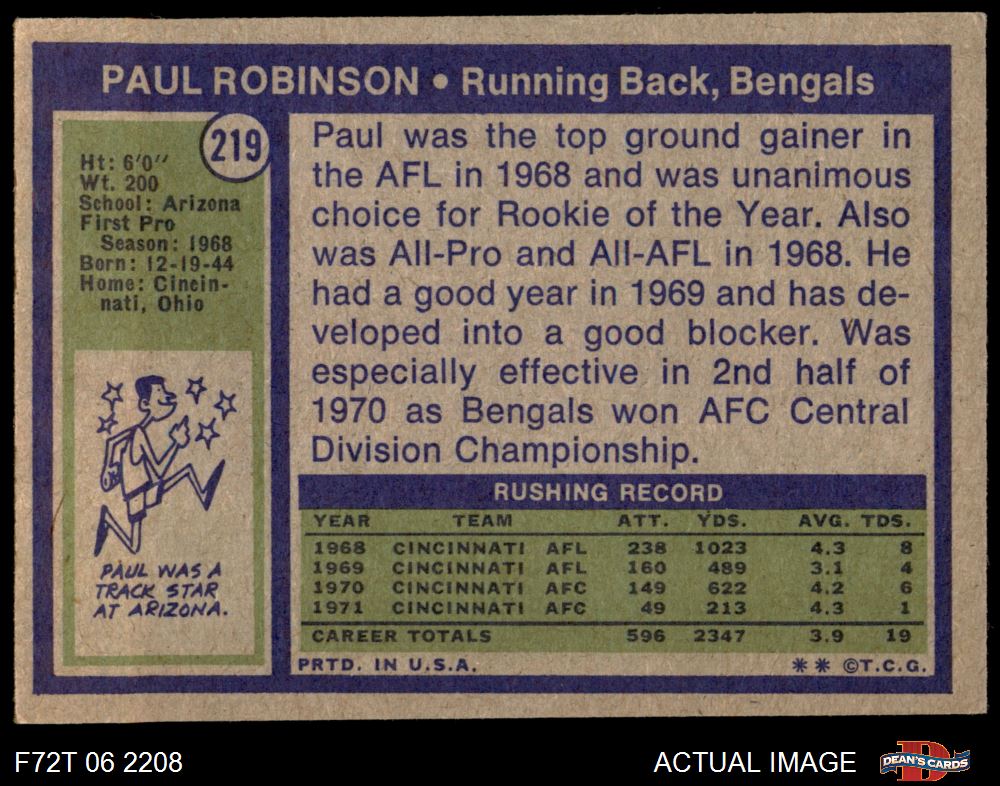 PAUL ROBINSON • Running Back, Bengals
219
Ht: 6'0"
Wt. 200
School: Arizona
First Pro
Season: 1968
Born: 12-19-44
Home: Cincin-
nati, Ohio
PAUL WAS A
TRACK STAR
AT ARIZONA.
Paul was the top ground gainer in
the AFL in 1968 and was unanimous
choice for Rookie of the Year. Also
was All-Pro and All-AFL in 1968. He
had a good year in 1969 and has de-
veloped into a good blocker. Was
especially effective in 2nd half of
1970 as Bengals won AFC Central
Division Championship.
RUSHING RECORD
YEAR TEAM ATT. YDS. AVG. TDS.
1968 CINCINNATI AFL 238 1023 4.3 8
1969 CINCINNATI AFL 160 489 3.1 4
1970 CINCINNATI AFC 149 622 4.2 6
1971 CINCINNATI AFC 49 213 4.3 1
CAREER TOTALS 596 2347 3.9 19
PRTD. IN U.S.A. ** ©T.C.G.
F72T 06 2208 ACTUAL IMAGE D DEAN'S CARDS